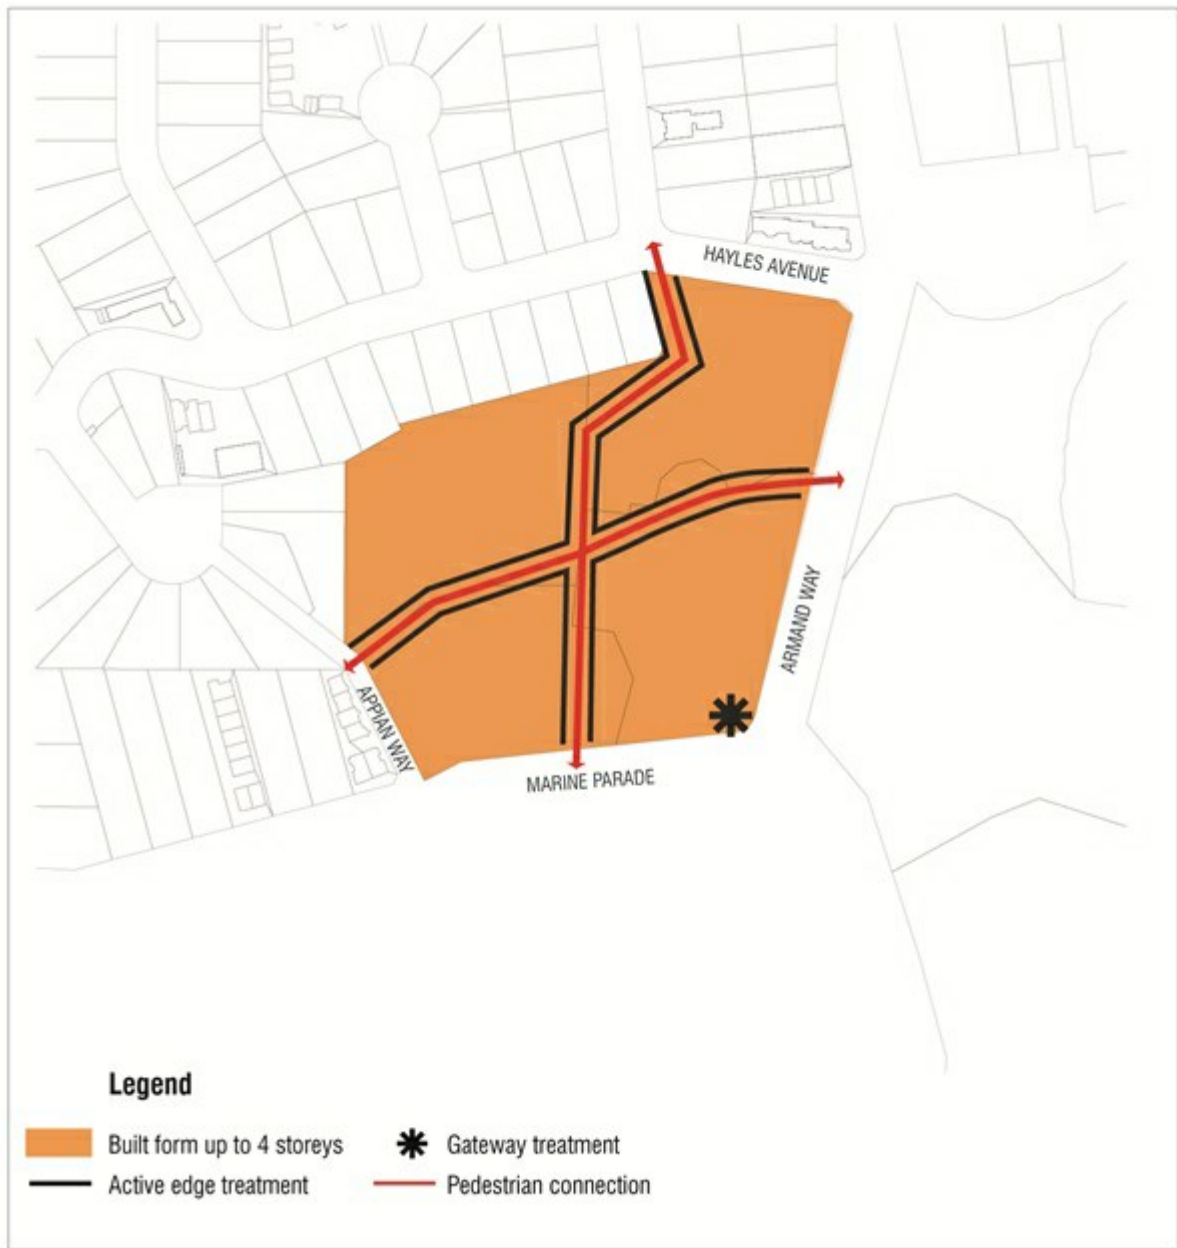 HAYLES AVENUE
ARMAND WAY
APPIAN WAY
MARINE PARADE
Legend
Built form up to 4 storeys
Gateway treatment
Active edge treatment
Pedestrian connection